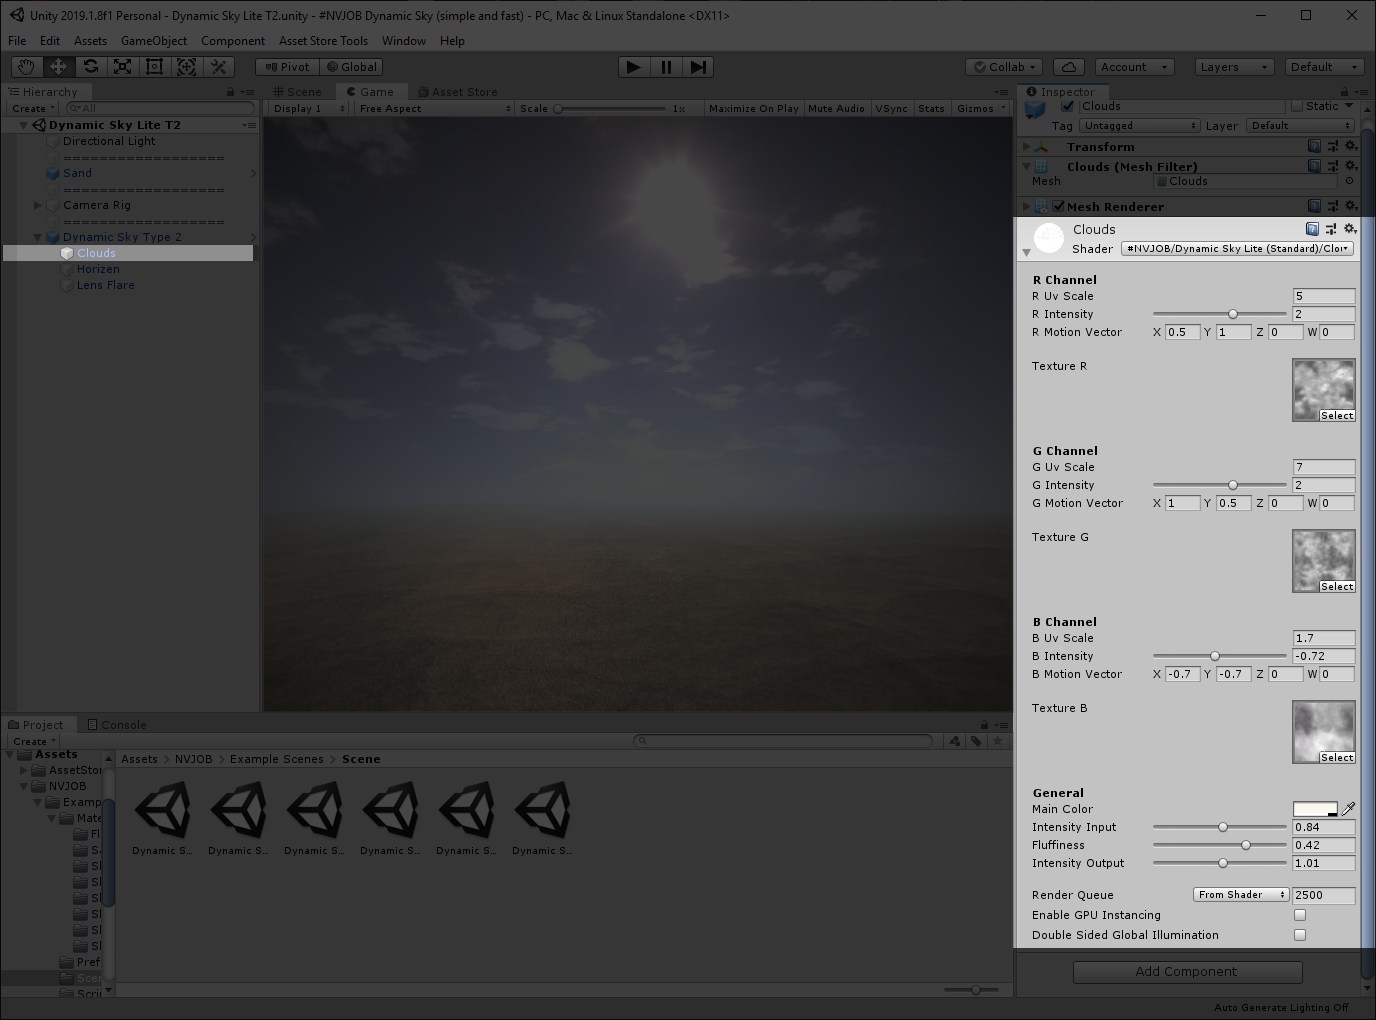 Unity 2019.1.8f1 Personal - Dynamic Sky Lite T2.unity - #NVJOB Dynamic Sky (simple and fast) - PC, Mac & Linux Standalone <DX11>
File Edit Assets GameObject Component Asset Store Tools Window Help
Pivot Global Collab Account Layers Default
Hierarchy Scene Game Asset Store Inspector
Create All Display 1 Free Aspect Scale 1x Maximize On Play Mute Audio VSync Stats Gizmos
Clouds Static
Tag Untagged Layer Default
Dynamic Sky Lite T2
Directional Light
==================
Sand
==================
Camera Rig
==================
Dynamic Sky Type 2
Clouds
Horizen
Lens Flare
Transform
Clouds (Mesh Filter)
Mesh Clouds
Mesh Renderer
Clouds
Shader #NVJOB/Dynamic Sky Lite (Standard)/Clou
R Channel
R Uv Scale 5
R Intensity 2
R Motion Vector X 0.5 Y 1 Z 0 W 0
Texture R
Select
G Channel
G Uv Scale 7
G Intensity 2
G Motion Vector X 1 Y 0.5 Z 0 W 0
Texture G
Select
B Channel
B Uv Scale 1.7
B Intensity -0.72
B Motion Vector X -0.7 Y -0.7 Z 0 W 0
Texture B
Select
General
Main Color
Intensity Input 0.84
Fluffiness 0.42
Intensity Output 1.01
Render Queue From Shader 2500
Enable GPU Instancing
Double Sided Global Illumination
Add Component
Project Console
Create
Assets
AssetSto
NVJOB
Examp
Mate
Fl
S.
Sl
Sl
Sl
Sl
Sl
Sl
Pref
Scen
Scri
Assets > NVJOB > Example Scenes > Scene
Dynamic S... Dynamic S... Dynamic S... Dynamic S... Dynamic S... Dynamic S...
Auto Generate Lighting Off